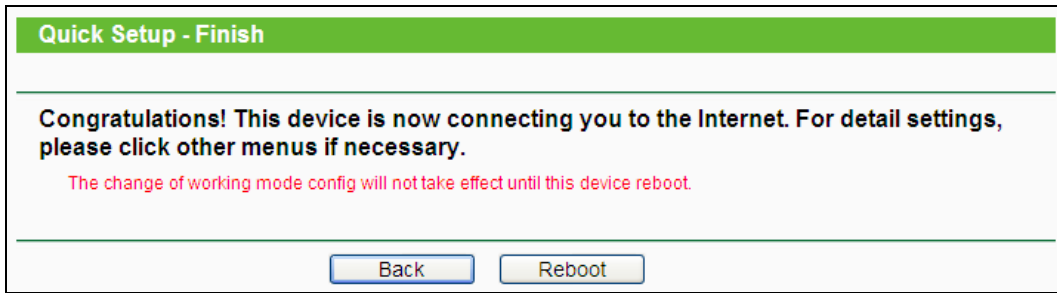 Quick Setup - Finish
Congratulations! This device is now connecting you to the Internet. For detail settings,
please click other menus if necessary.
The change of working mode config will not take effect until this device reboot.
Back Reboot